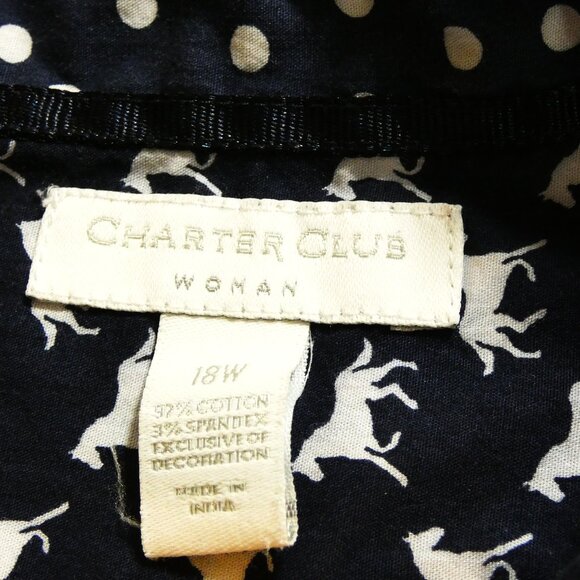 CHARTER CLUB
WOMAN
18W
97% COTTON
3% SPANDEX
EXCLUSIVE OF
DECORATION
MADE IN
INDIA